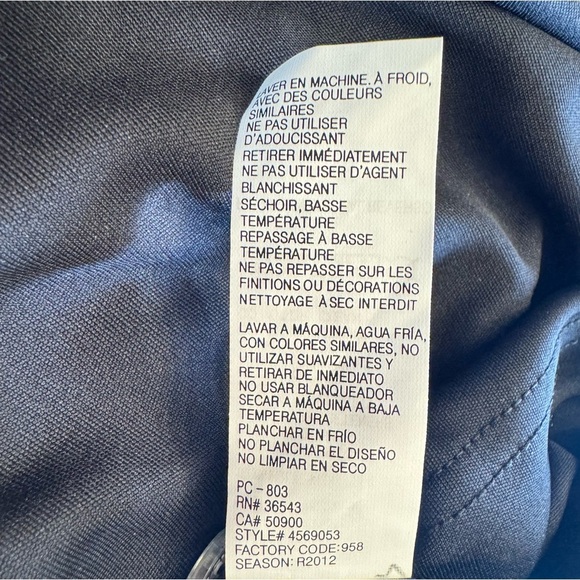 LAVER EN MACHINE. À FROID,
AVEC DES COULEURS
SIMILAIRES
NE PAS UTILISER
D'ADOUCISSANT
RETIRER IMMÉDIATEMENT
NE PAS UTILISER D'AGENT
BLANCHISSANT
SÉCHOIR, BASSE
TEMPÉRATURE
REPASSAGE À BASSE
TEMPÉRATURE
NE PAS REPASSER SUR LES
FINITIONS OU DÉCORATIONS
NETTOYAGE À SEC INTERDIT
LAVAR A MÁQUINA, AGUA FRÍA,
CON COLORES SIMILARES, NO
UTILIZAR SUAVIZANTES Y
RETIRAR DE INMEDIATO
NO USAR BLANQUEADOR
SECAR A MÁQUINA A BAJA
TEMPERATURA
PLANCHAR EN FRÍO
NO PLANCHAR EL DISEÑO
NO LIMPIAR EN SECO
PC - 803
RN# 36543
CA# 50900
STYLE# 4569053
FACTORY CODE:958
SEASON: R2012